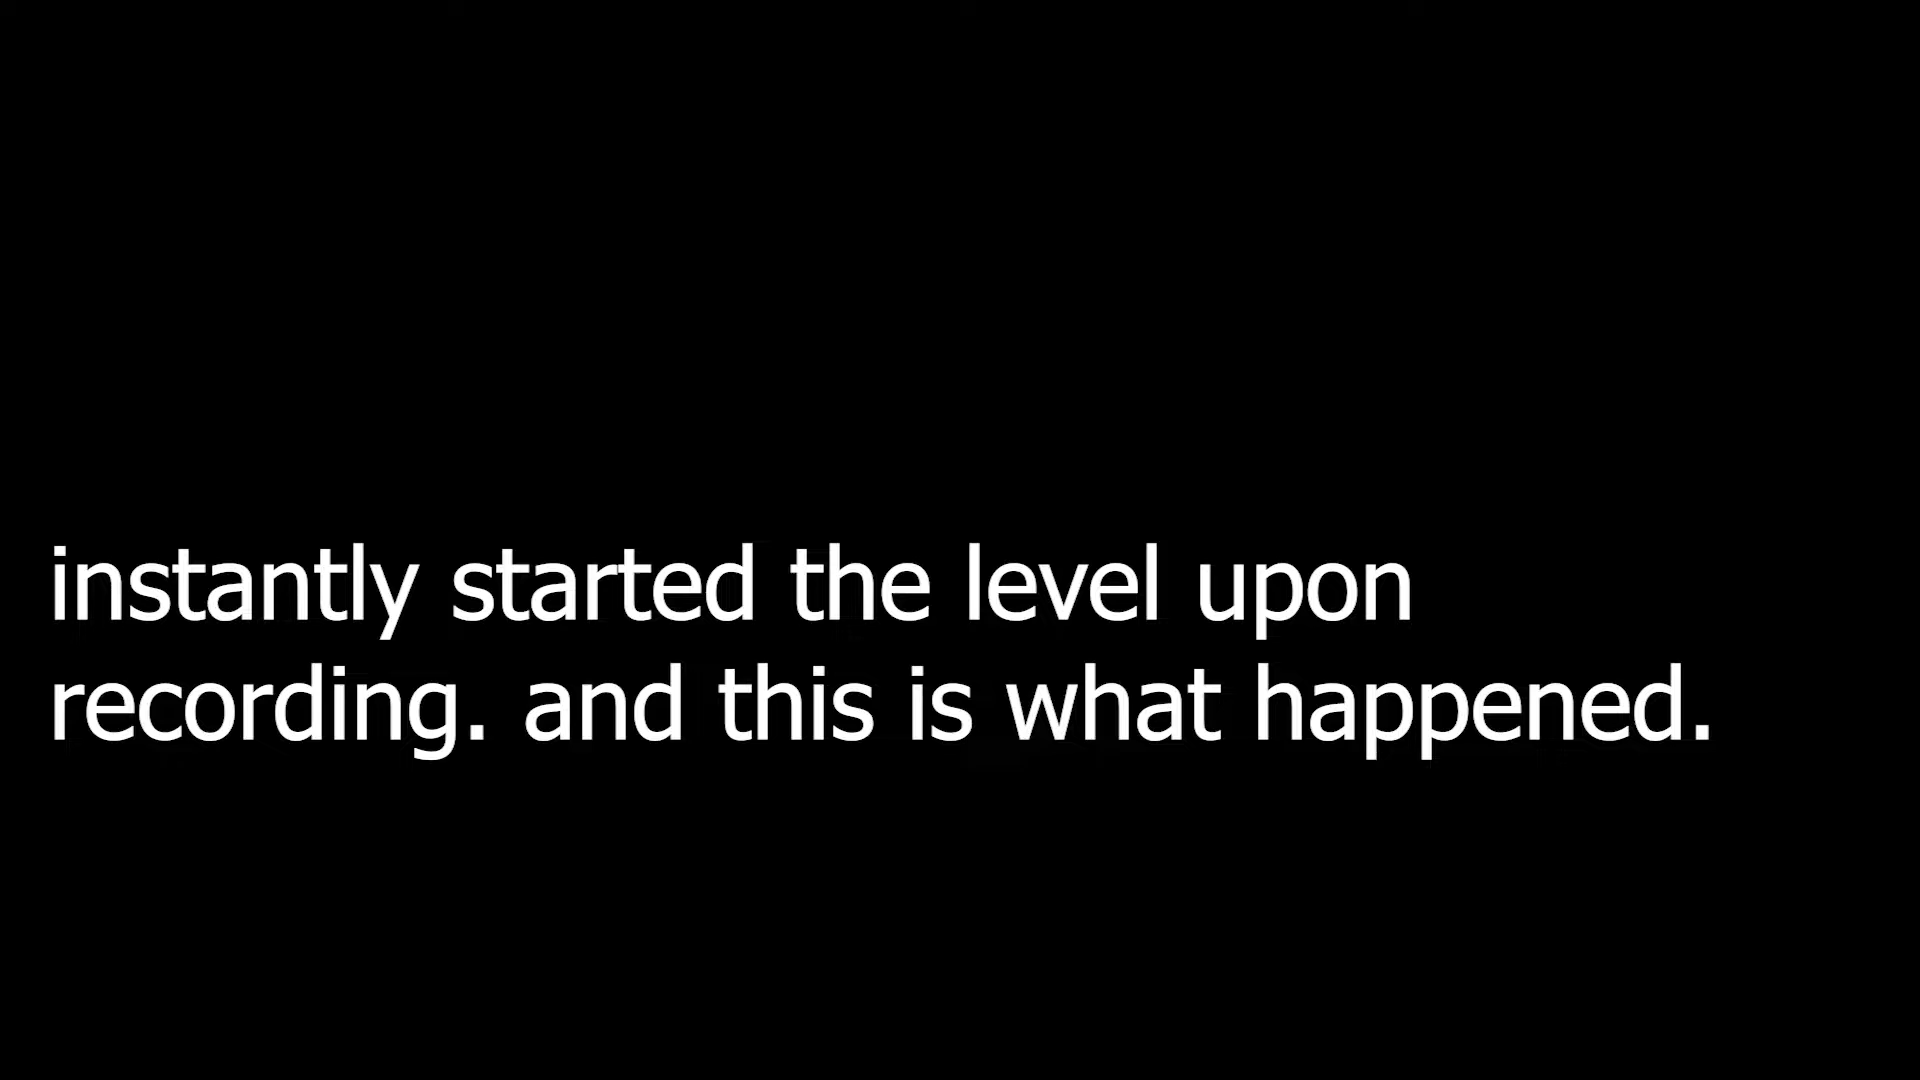 instantly started the level upon
recording. and this is what happened.